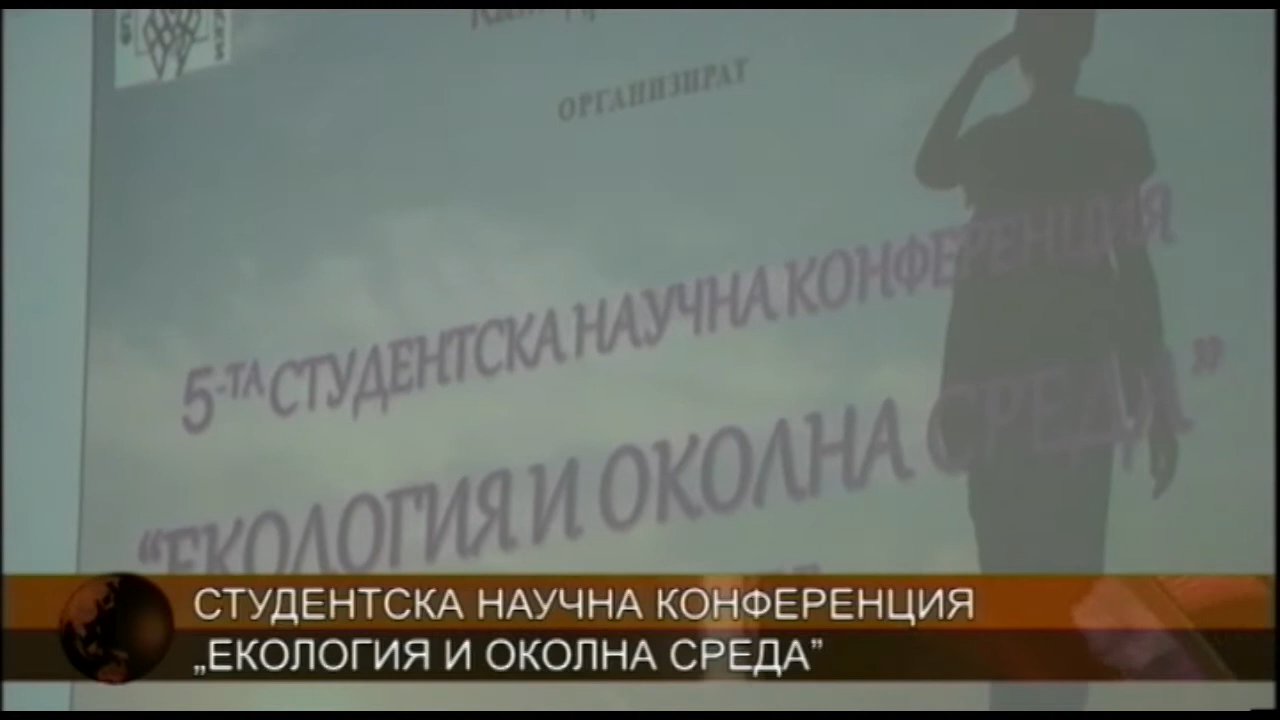 ОРГАНИЗИРАТ
5-ТА СТУДЕНТСКА НАУЧНА КОНФЕРЕНЦИЯ
“ЕКОЛОГИЯ И ОКОЛНА СРЕДА”
СТУДЕНТСКА НАУЧНА КОНФЕРЕНЦИЯ
„ЕКОЛОГИЯ И ОКОЛНА СРЕДА”